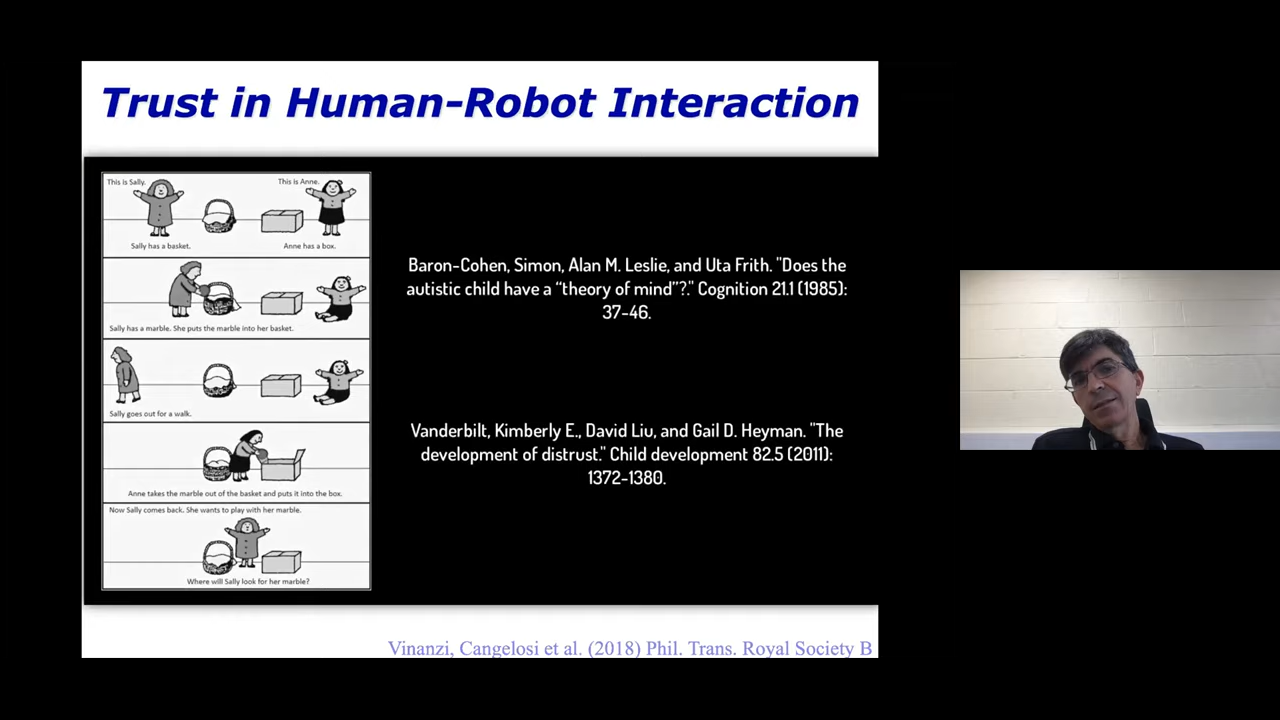 Trust in Human-Robot Interaction
This is Sally.
This is Anne.
Sally has a basket.
Anne has a box.
Sally has a marble. She puts the marble into her basket.
Sally goes out for a walk.
Anne takes the marble out of the basket and puts it into the box.
Now Sally comes back. She wants to play with her marble.
Where will Sally look for her marble?
Baron-Cohen, Simon, Alan M. Leslie, and Uta Frith. "Does the
autistic child have a “theory of mind”?." Cognition 21.1 (1985):
37-46.
Vanderbilt, Kimberly E., David Liu, and Gail D. Heyman. "The
development of distrust." Child development 82.5 (2011):
1372-1380.
Vinanzi, Cangelosi et al. (2018) Phil. Trans. Royal Society B